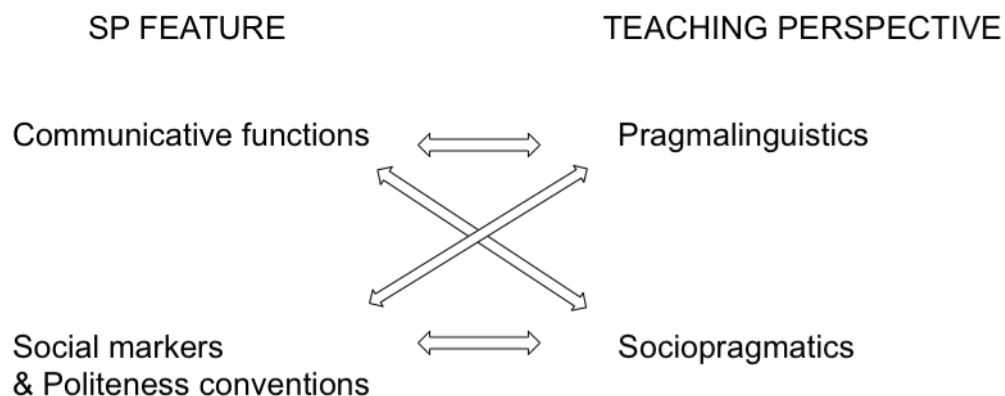 SP FEATURE
TEACHING PERSPECTIVE
Communicative functions
Pragmalinguistics
Social markers
& Politeness conventions
Sociopragmatics